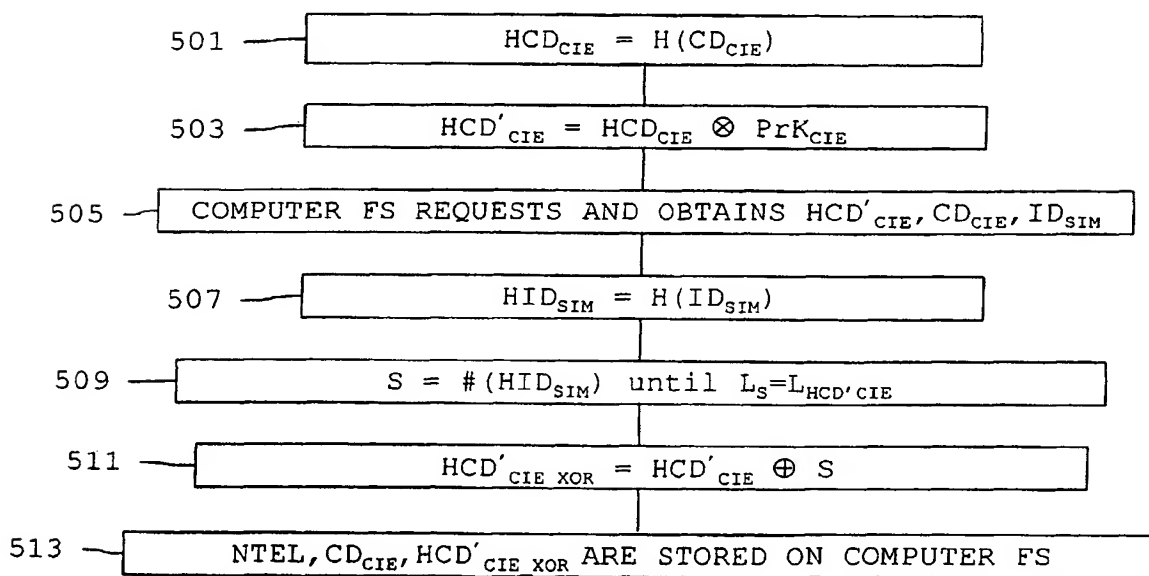 501 HCD_CIE = H(CD_CIE)
503 HCD'_CIE = HCD_CIE ⊗ PrK_CIE
505 COMPUTER FS REQUESTS AND OBTAINS HCD'_CIE, CD_CIE, ID_SIM
507 HID_SIM = H(ID_SIM)
509 S = #(HID_SIM) until L_S=L_HCD'CIE
511 HCD'_CIE XOR = HCD'_CIE ⊕ S
513 NTEL, CD_CIE, HCD'_CIE XOR ARE STORED ON COMPUTER FS